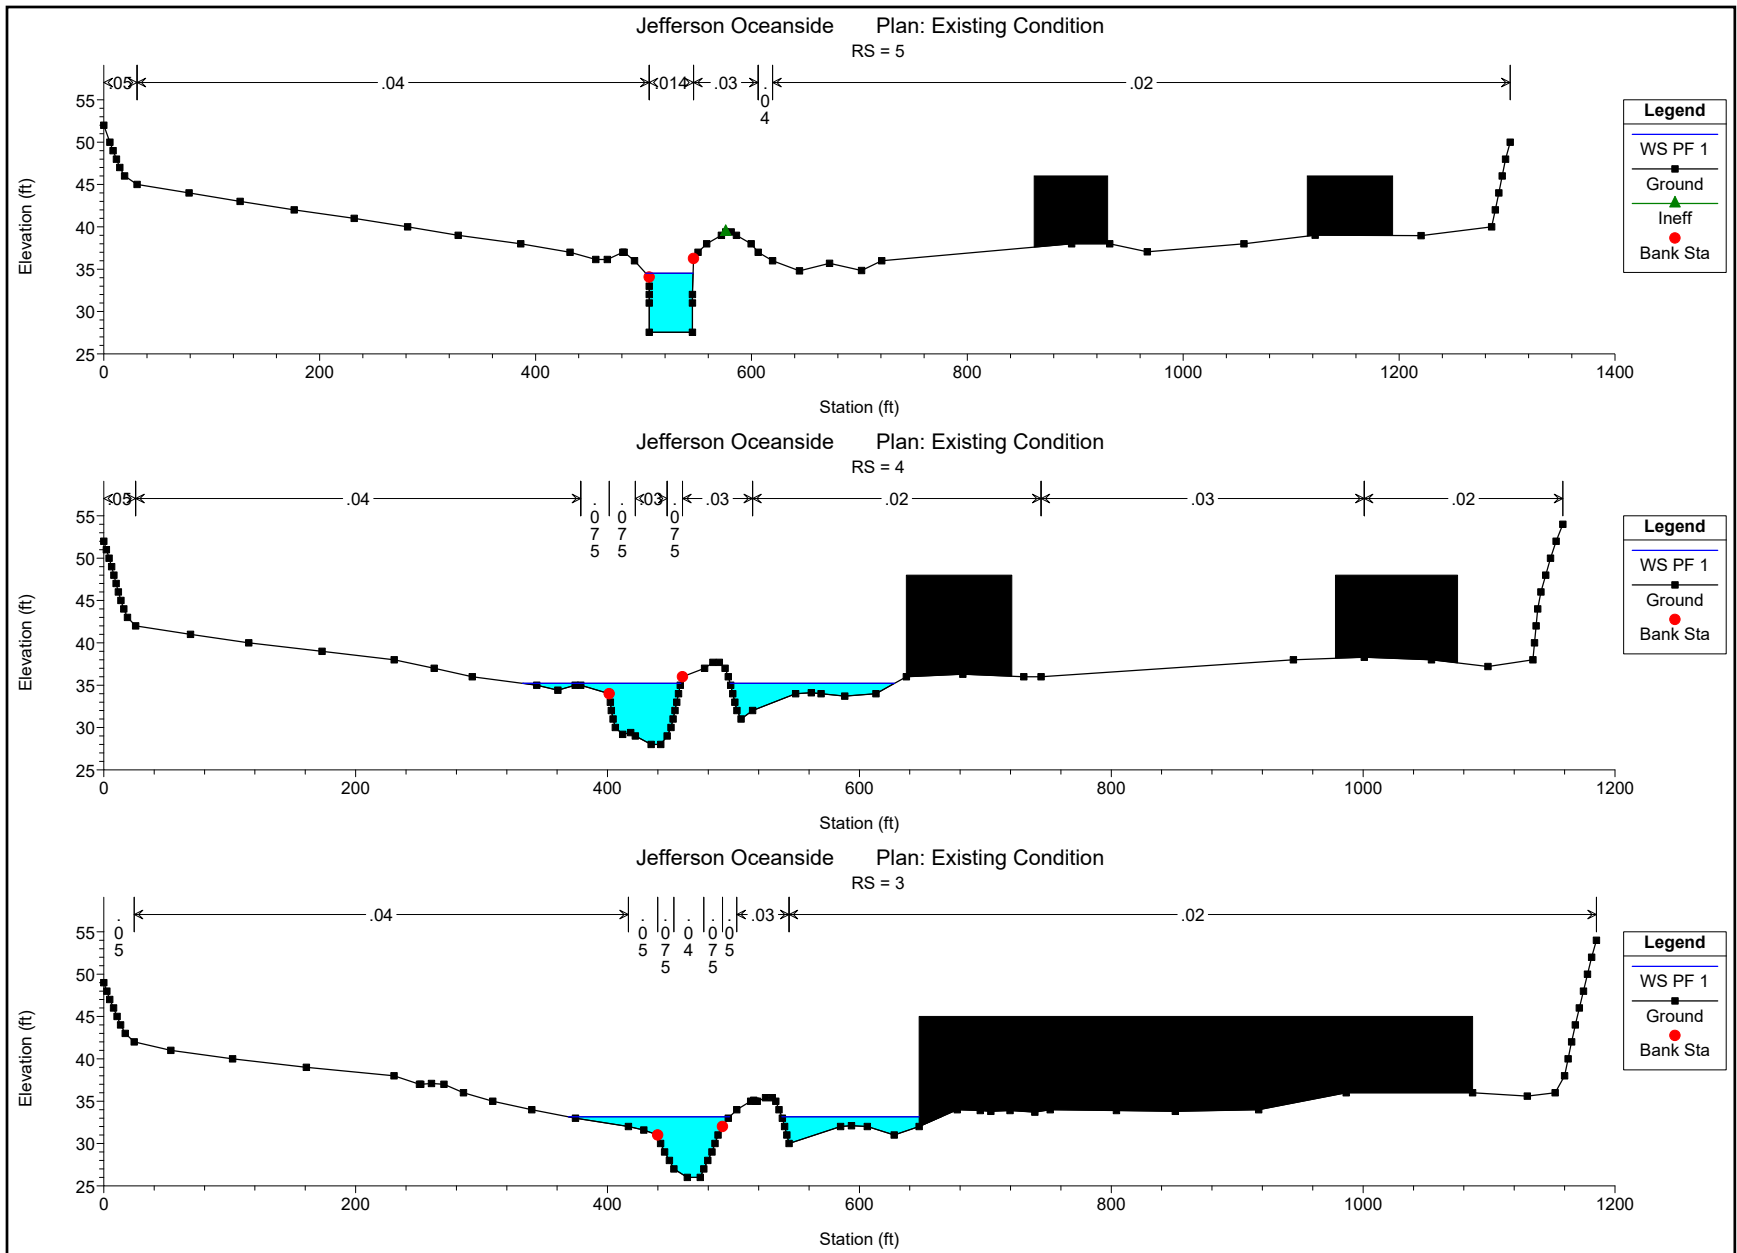 Jefferson Oceanside Plan: Existing Condition
RS = 5
.05 .04 .014 .03 .04 .02
55
50
45
40
35
30
25
Elevation (ft)
0 200 400 600 800 1000 1200 1400
Station (ft)
Legend
WS PF 1
Ground
Ineff
Bank Sta
Jefferson Oceanside Plan: Existing Condition
RS = 4
.05 .04 .075 .075 .03 .075 .03 .02 .03 .02
55
50
45
40
35
30
25
Elevation (ft)
0 200 400 600 800 1000 1200
Station (ft)
Legend
WS PF 1
Ground
Bank Sta
Jefferson Oceanside Plan: Existing Condition
RS = 3
.05 .04 .05 .075 .04 .075 .05 .03 .02
55
50
45
40
35
30
25
Elevation (ft)
0 200 400 600 800 1000 1200
Station (ft)
Legend
WS PF 1
Ground
Bank Sta